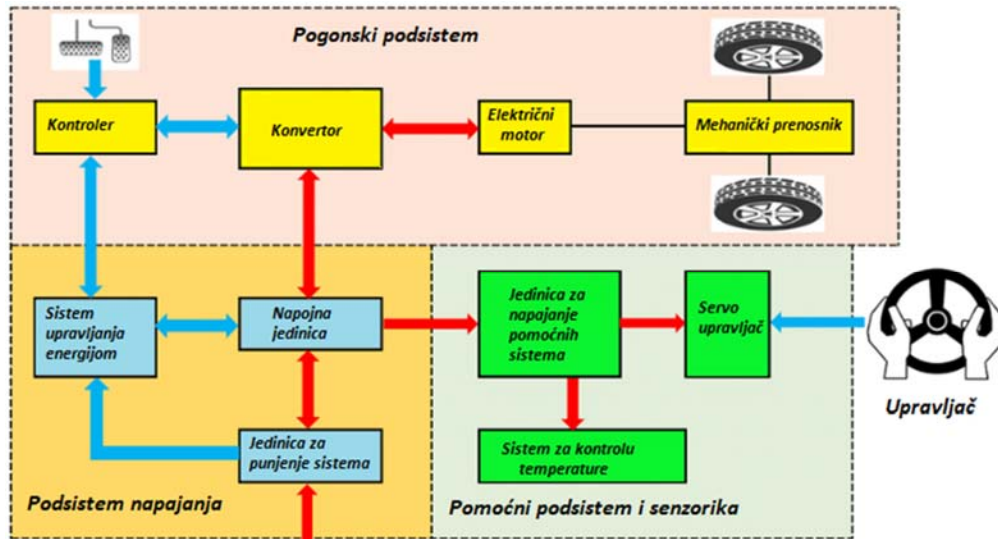 Pogonski podsistem
Kontroler
Konvertor
Električni
motor
Mehanički prenosnik
Sistem
upravljanja
energijom
Napojna
jedinica
Jedinica za
napajanje
pomoćnih
sistema
Servo
upravljač
Upravljač
Jedinica za
punjenje sistema
Sistem za kontrolu
temperature
Podsistem napajanja
Pomoćni podsistem i senzorika